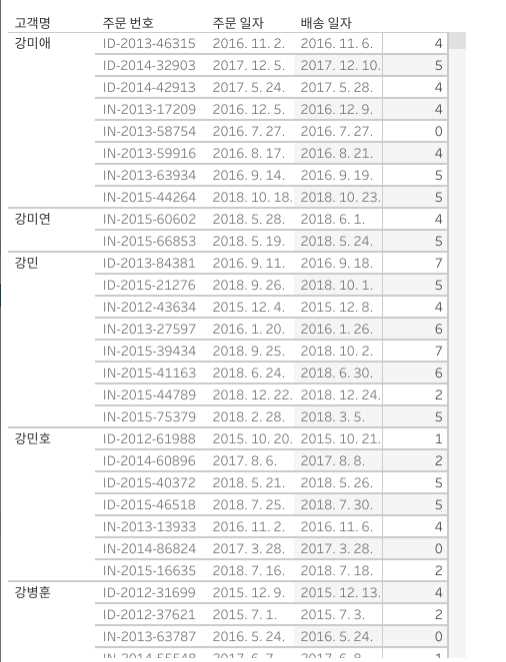 고객명 주문 번호 주문 일자 배송 일자
강미애 ID-2013-46315 2016. 11. 2. 2016. 11. 6. 4
ID-2014-32903 2017. 12. 5. 2017. 12. 10. 5
ID-2014-42913 2017. 5. 24. 2017. 5. 28. 4
IN-2013-17209 2016. 12. 5. 2016. 12. 9. 4
IN-2013-58754 2016. 7. 27. 2016. 7. 27. 0
IN-2013-59916 2016. 8. 17. 2016. 8. 21. 4
IN-2013-63934 2016. 9. 14. 2016. 9. 19. 5
IN-2015-44264 2018. 10. 18. 2018. 10. 23. 5
강미연 IN-2015-60602 2018. 5. 28. 2018. 6. 1. 4
IN-2015-66853 2018. 5. 19. 2018. 5. 24. 5
강민 ID-2013-84381 2016. 9. 11. 2016. 9. 18. 7
ID-2015-21276 2018. 9. 26. 2018. 10. 1. 5
IN-2012-43634 2015. 12. 4. 2015. 12. 8. 4
IN-2013-27597 2016. 1. 20. 2016. 1. 26. 6
IN-2015-39434 2018. 9. 25. 2018. 10. 2. 7
IN-2015-41163 2018. 6. 24. 2018. 6. 30. 6
IN-2015-44789 2018. 12. 22. 2018. 12. 24. 2
IN-2015-75379 2018. 2. 28. 2018. 3. 5. 5
강민호 ID-2012-61988 2015. 10. 20. 2015. 10. 21. 1
ID-2014-60896 2017. 8. 6. 2017. 8. 8. 2
ID-2015-40372 2018. 5. 21. 2018. 5. 26. 5
ID-2015-46518 2018. 7. 25. 2018. 7. 30. 5
IN-2013-13933 2016. 11. 2. 2016. 11. 6. 4
IN-2014-86824 2017. 3. 28. 2017. 3. 28. 0
IN-2015-16635 2018. 7. 16. 2018. 7. 18. 2
강병훈 ID-2012-31699 2015. 12. 9. 2015. 12. 13. 4
ID-2012-37621 2015. 7. 1. 2015. 7. 3. 2
IN-2013-63787 2016. 5. 24. 2016. 5. 24. 0